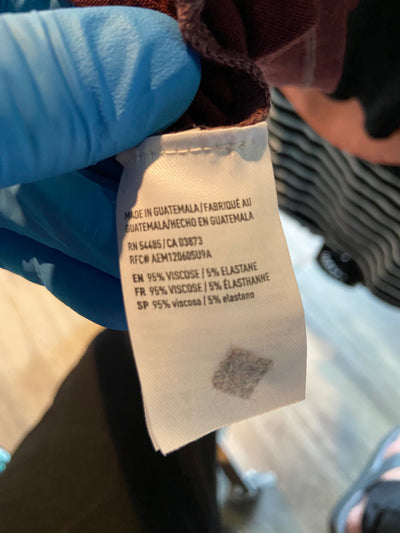 MADE IN GUATEMALA/FABRIQUÉ AU
GUATEMALA/HECHO EN GUATEMALA
RN 54485/CA 03873
RFC# AEM120605U9A
EN 95% VISCOSE / 5% ELASTANE
FR 95% VISCOSE / 5% ÉLASTHANNE
SP 95% viscosa / 5% elastano